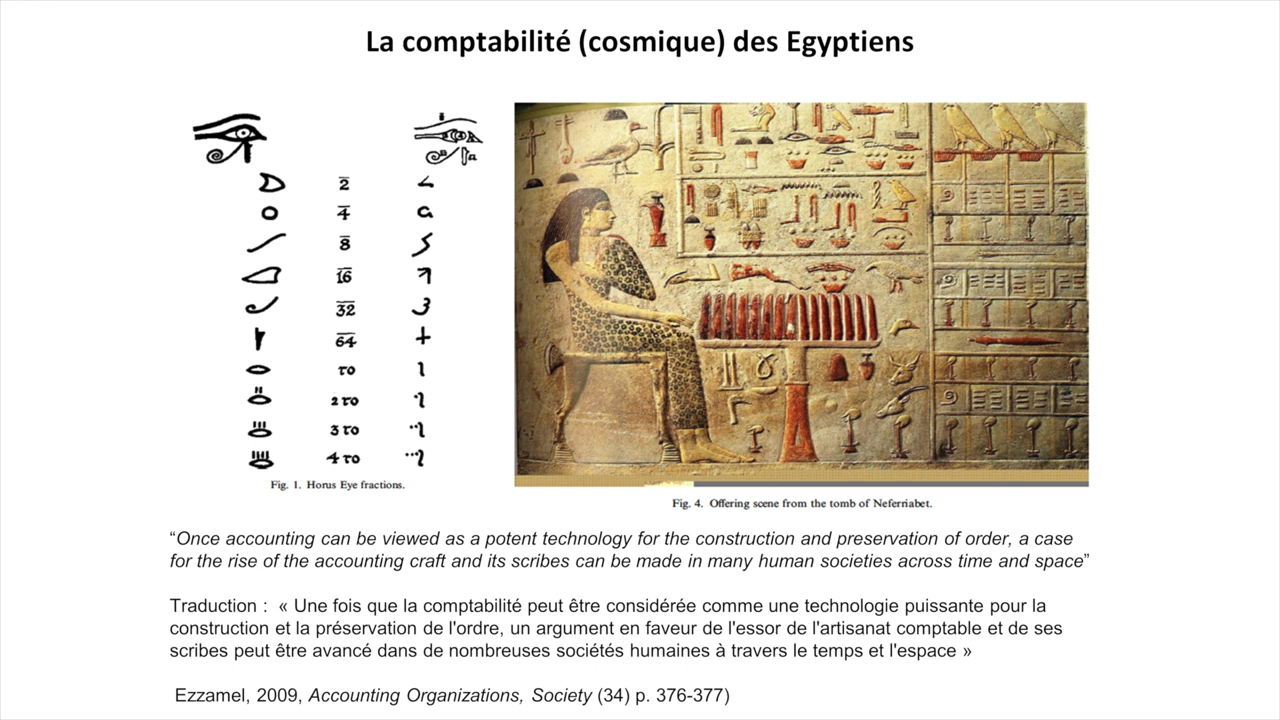 La comptabilité (cosmique) des Egyptiens
2̅
4̅
8̅
1̅6̅
3̅2̅
6̅4̅
ro
2 ro
3 ro
4 ro
Fig. 1. Horus Eye fractions.
Fig. 4. Offering scene from the tomb of Neferriabet.
“Once accounting can be viewed as a potent technology for the construction and preservation of order, a case
for the rise of the accounting craft and its scribes can be made in many human societies across time and space”
Traduction : « Une fois que la comptabilité peut être considérée comme une technologie puissante pour la
construction et la préservation de l'ordre, un argument en faveur de l'essor de l'artisanat comptable et de ses
scribes peut être avancé dans de nombreuses sociétés humaines à travers le temps et l'espace »
Ezzamel, 2009, Accounting Organizations, Society (34) p. 376-377)